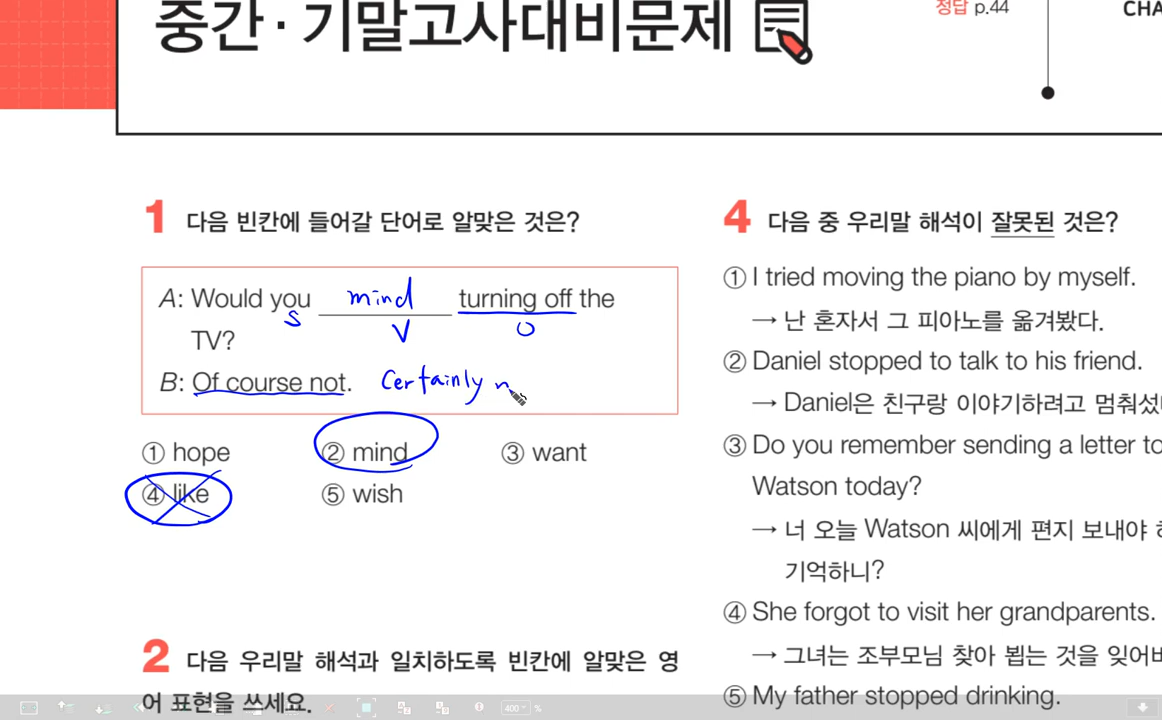 중간·기말고사대비문제
정답 p.44
CHA
1 다음 빈칸에 들어갈 단어로 알맞은 것은?
A: Would you mind turning off the
S V O
TV?
B: Of course not. Certainly n
① hope ② mind ③ want
④ like ⑤ wish
2 다음 우리말 해석과 일치하도록 빈칸에 알맞은 영
어 표현을 쓰세요.
4 다음 중 우리말 해석이 잘못된 것은?
① I tried moving the piano by myself.
→ 난 혼자서 그 피아노를 옮겨봤다.
② Daniel stopped to talk to his friend.
→ Daniel은 친구랑 이야기하려고 멈춰섰
③ Do you remember sending a letter to
Watson today?
→ 너 오늘 Watson 씨에게 편지 보내야
기억하니?
④ She forgot to visit her grandparents.
→ 그녀는 조부모님 찾아 뵙는 것을 잊어
⑤ My father stopped drinking.
400 %